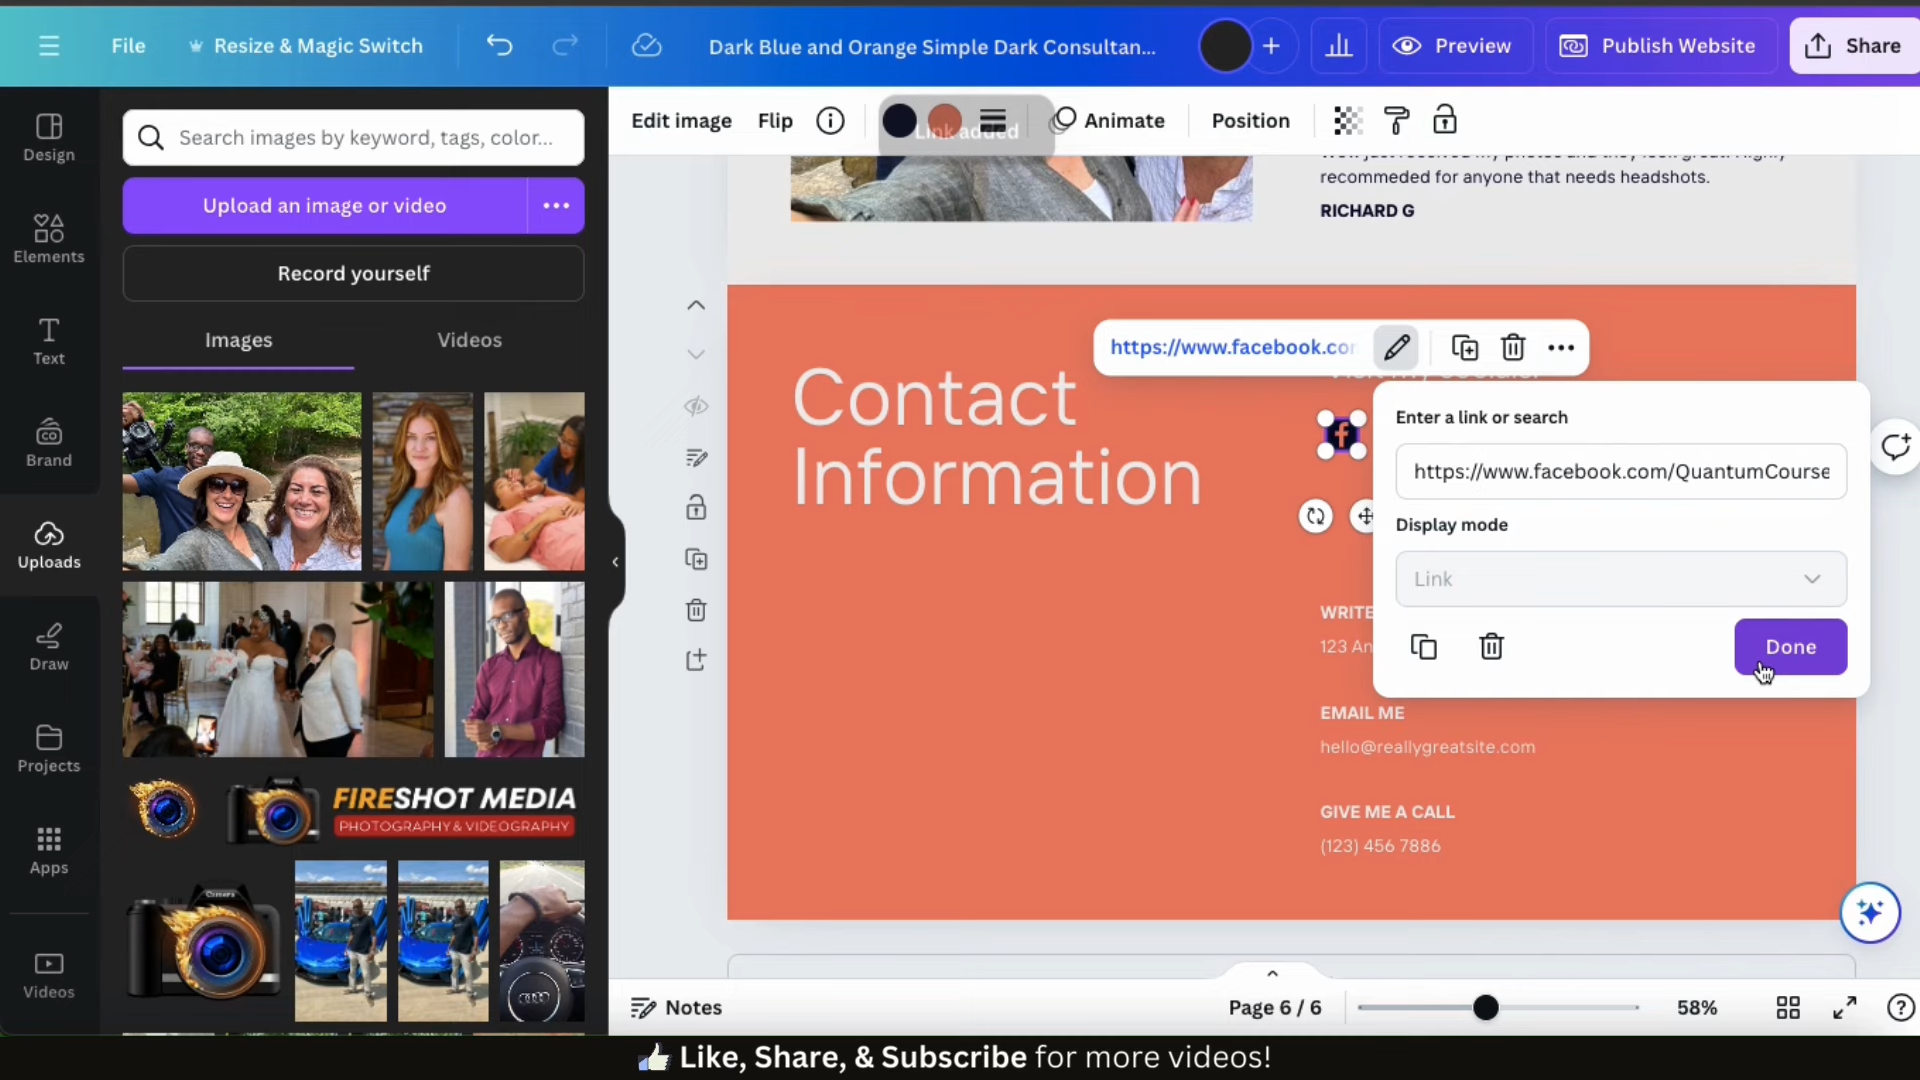 File
Resize & Magic Switch
Dark Blue and Orange Simple Dark Consultan...
Preview
Publish Website
Share
Design
Elements
Text
Brand
Uploads
Draw
Projects
Apps
Videos
Search images by keyword, tags, color...
Upload an image or video
Record yourself
Images
Videos
FIRESHOT MEDIA
PHOTOGRAPHY & VIDEOGRAPHY
Edit image
Flip
Link added
Animate
Position
recommeded for anyone that needs headshots.
RICHARD G
Contact
Information
https://www.facebook.cor
Enter a link or search
https://www.facebook.com/QuantumCourse
Display mode
Link
Done
WRITE
123 An
EMAIL ME
hello@reallygreatsite.com
GIVE ME A CALL
(123) 456 7886
Notes
Page 6 / 6
58%
Like, Share, & Subscribe for more videos!